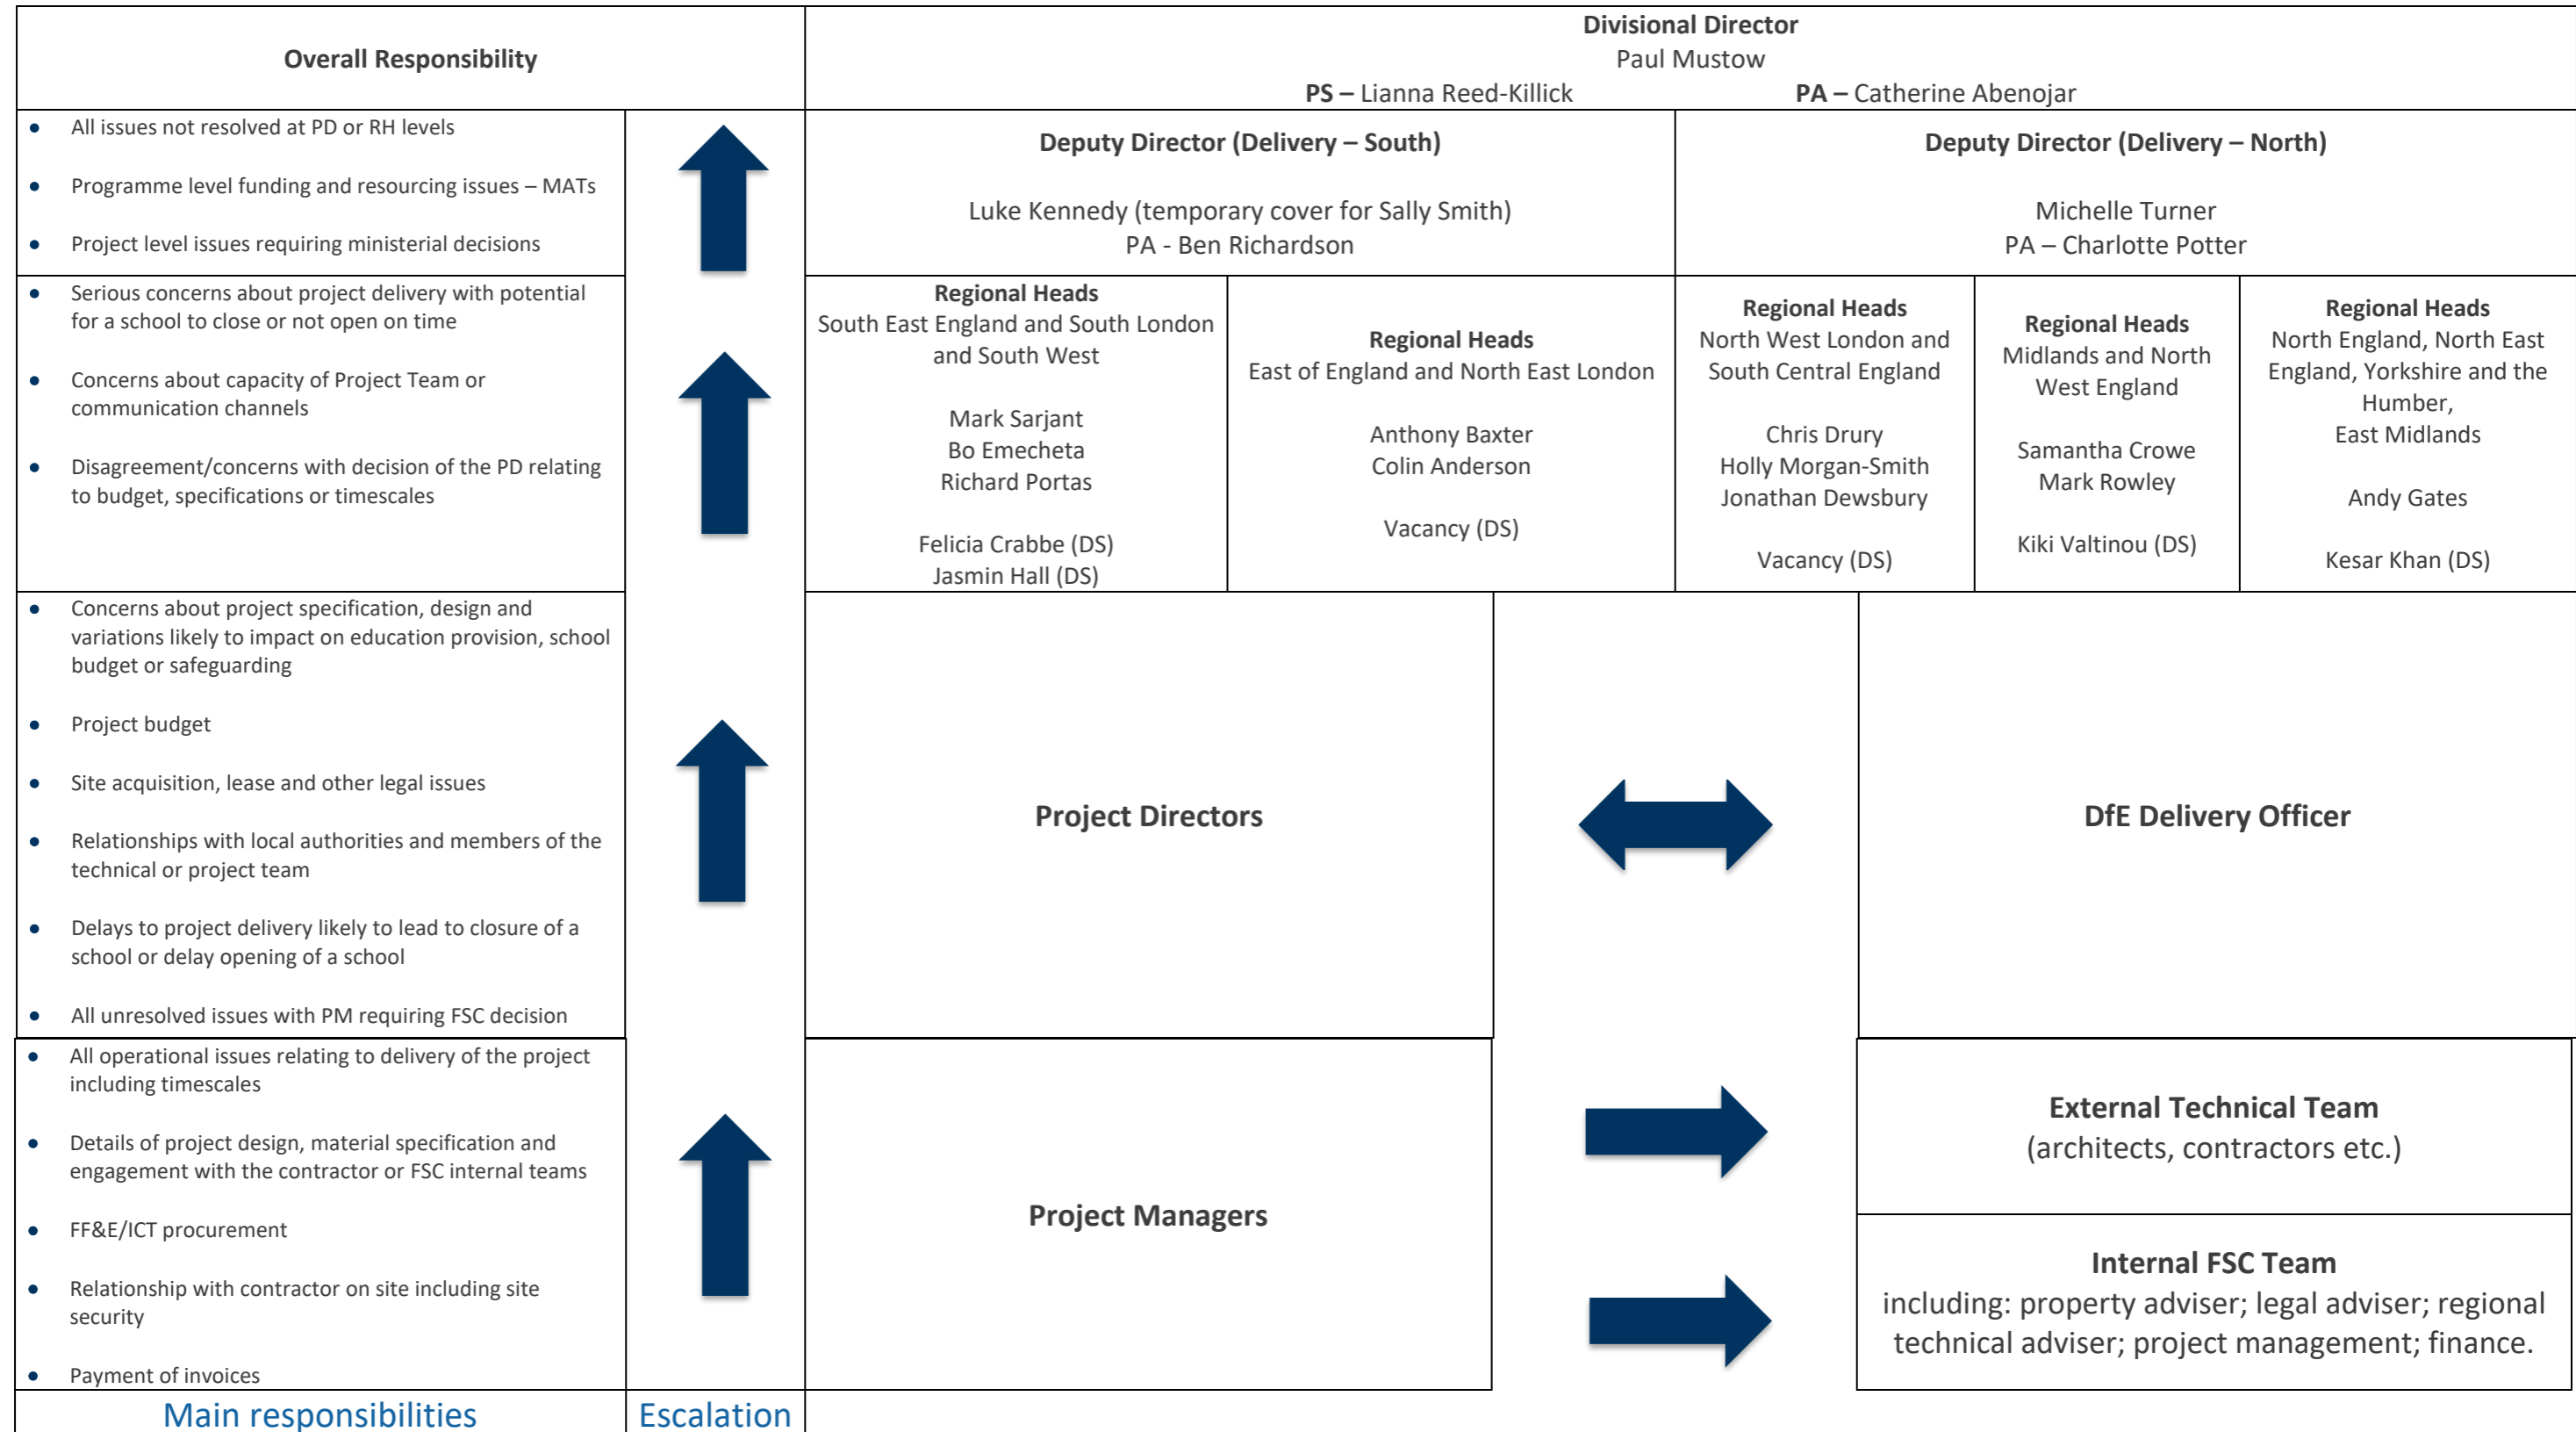 Overall Responsibility
Divisional Director
Paul Mustow
PS – Lianna Reed-Killick PA – Catherine Abenojar
• All issues not resolved at PD or RH levels
• Programme level funding and resourcing issues – MATs
• Project level issues requiring ministerial decisions
Deputy Director (Delivery – South)
Luke Kennedy (temporary cover for Sally Smith)
PA - Ben Richardson
Deputy Director (Delivery – North)
Michelle Turner
PA – Charlotte Potter
• Serious concerns about project delivery with potential
for a school to close or not open on time
• Concerns about capacity of Project Team or
communication channels
• Disagreement/concerns with decision of the PD relating
to budget, specifications or timescales
Regional Heads
South East England and South London
and South West
Mark Sarjant
Bo Emecheta
Richard Portas
Felicia Crabbe (DS)
Jasmin Hall (DS)
Regional Heads
East of England and North East London
Anthony Baxter
Colin Anderson
Vacancy (DS)
Regional Heads
North West London and
South Central England
Chris Drury
Holly Morgan-Smith
Jonathan Dewsbury
Vacancy (DS)
Regional Heads
Midlands and North
West England
Samantha Crowe
Mark Rowley
Kiki Valtinou (DS)
Regional Heads
North England, North East
England, Yorkshire and the
Humber,
East Midlands
Andy Gates
Kesar Khan (DS)
• Concerns about project specification, design and
variations likely to impact on education provision, school
budget or safeguarding
• Project budget
• Site acquisition, lease and other legal issues
• Relationships with local authorities and members of the
technical or project team
• Delays to project delivery likely to lead to closure of a
school or delay opening of a school
• All unresolved issues with PM requiring FSC decision
Project Directors
DfE Delivery Officer
• All operational issues relating to delivery of the project
including timescales
• Details of project design, material specification and
engagement with the contractor or FSC internal teams
• FF&E/ICT procurement
• Relationship with contractor on site including site
security
• Payment of invoices
Project Managers
External Technical Team
(architects, contractors etc.)
Internal FSC Team
including: property adviser; legal adviser; regional
technical adviser; project management; finance.
Main responsibilities
Escalation